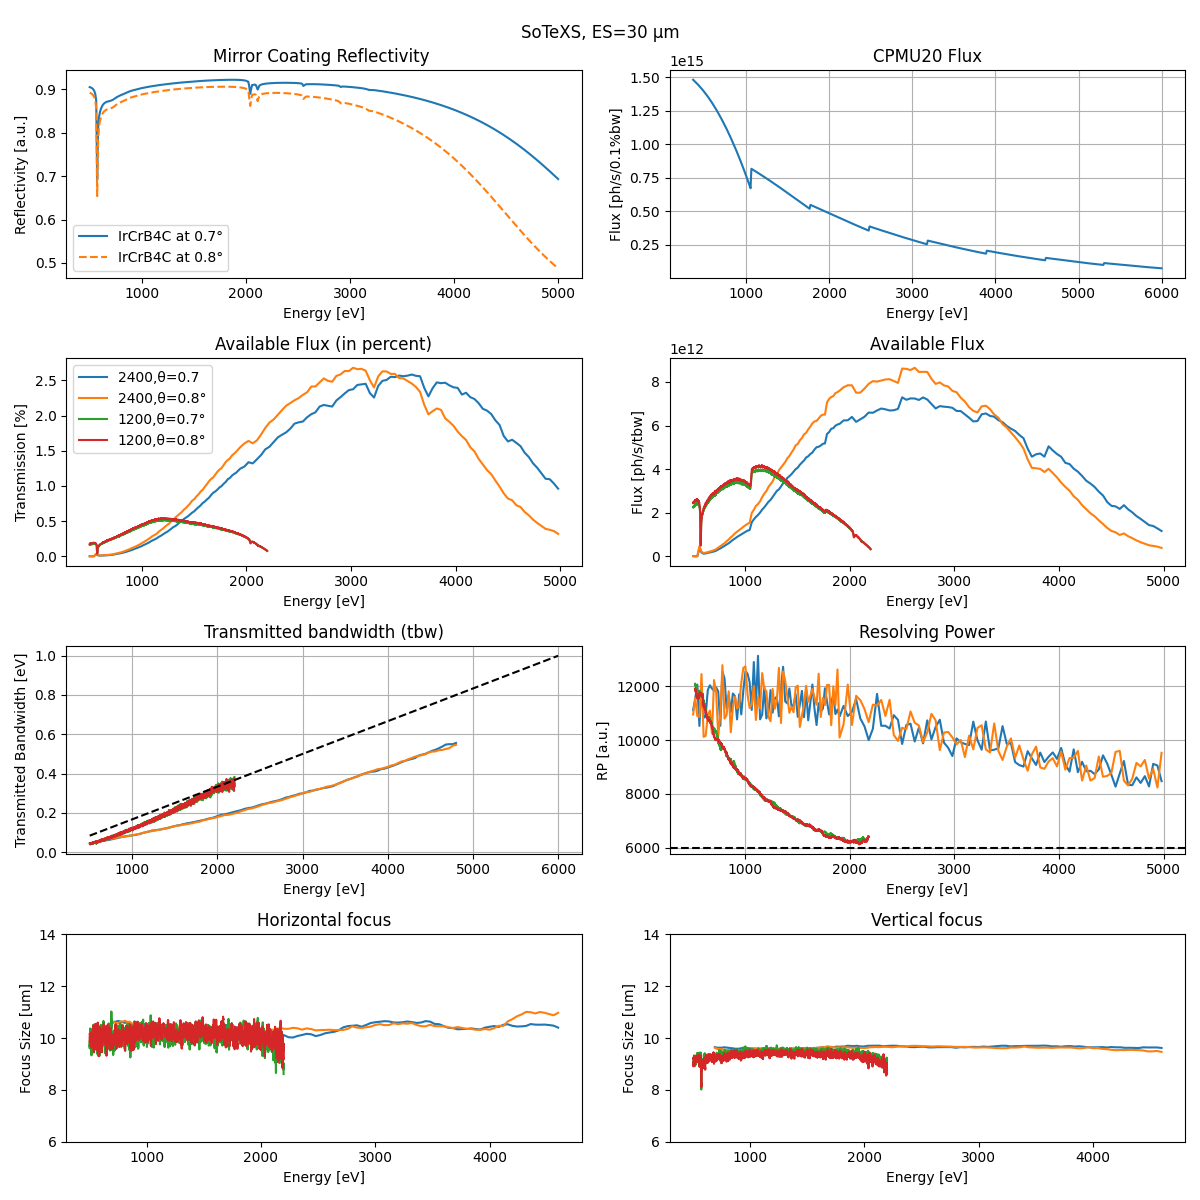 SoTeXS, ES=30 μm
Mirror Coating Reflectivity
Reflectivity [a.u.]
0.9
0.8
0.7
0.6
0.5
IrCrB4C at 0.7°
IrCrB4C at 0.8°
1000 2000 3000 4000 5000
Energy [eV]
CPMU20 Flux
1e15
Flux [ph/s/0.1%bw]
1.50
1.25
1.00
0.75
0.50
0.25
1000 2000 3000 4000 5000 6000
Energy [eV]
Available Flux (in percent)
Transmission [%]
2.5
2.0
1.5
1.0
0.5
0.0
2400,θ=0.7
2400,θ=0.8°
1200,θ=0.7°
1200,θ=0.8°
1000 2000 3000 4000 5000
Energy [eV]
Available Flux
1e12
Flux [ph/s/tbw]
8
6
4
2
0
1000 2000 3000 4000 5000
Energy [eV]
Transmitted bandwidth (tbw)
Transmitted Bandwidth [eV]
1.0
0.8
0.6
0.4
0.2
0.0
1000 2000 3000 4000 5000 6000
Energy [eV]
Resolving Power
RP [a.u.]
12000
10000
8000
6000
1000 2000 3000 4000 5000
Energy [eV]
Horizontal focus
Focus Size [um]
14
12
10
8
6
1000 2000 3000 4000
Energy [eV]
Vertical focus
Focus Size [um]
14
12
10
8
6
1000 2000 3000 4000
Energy [eV]